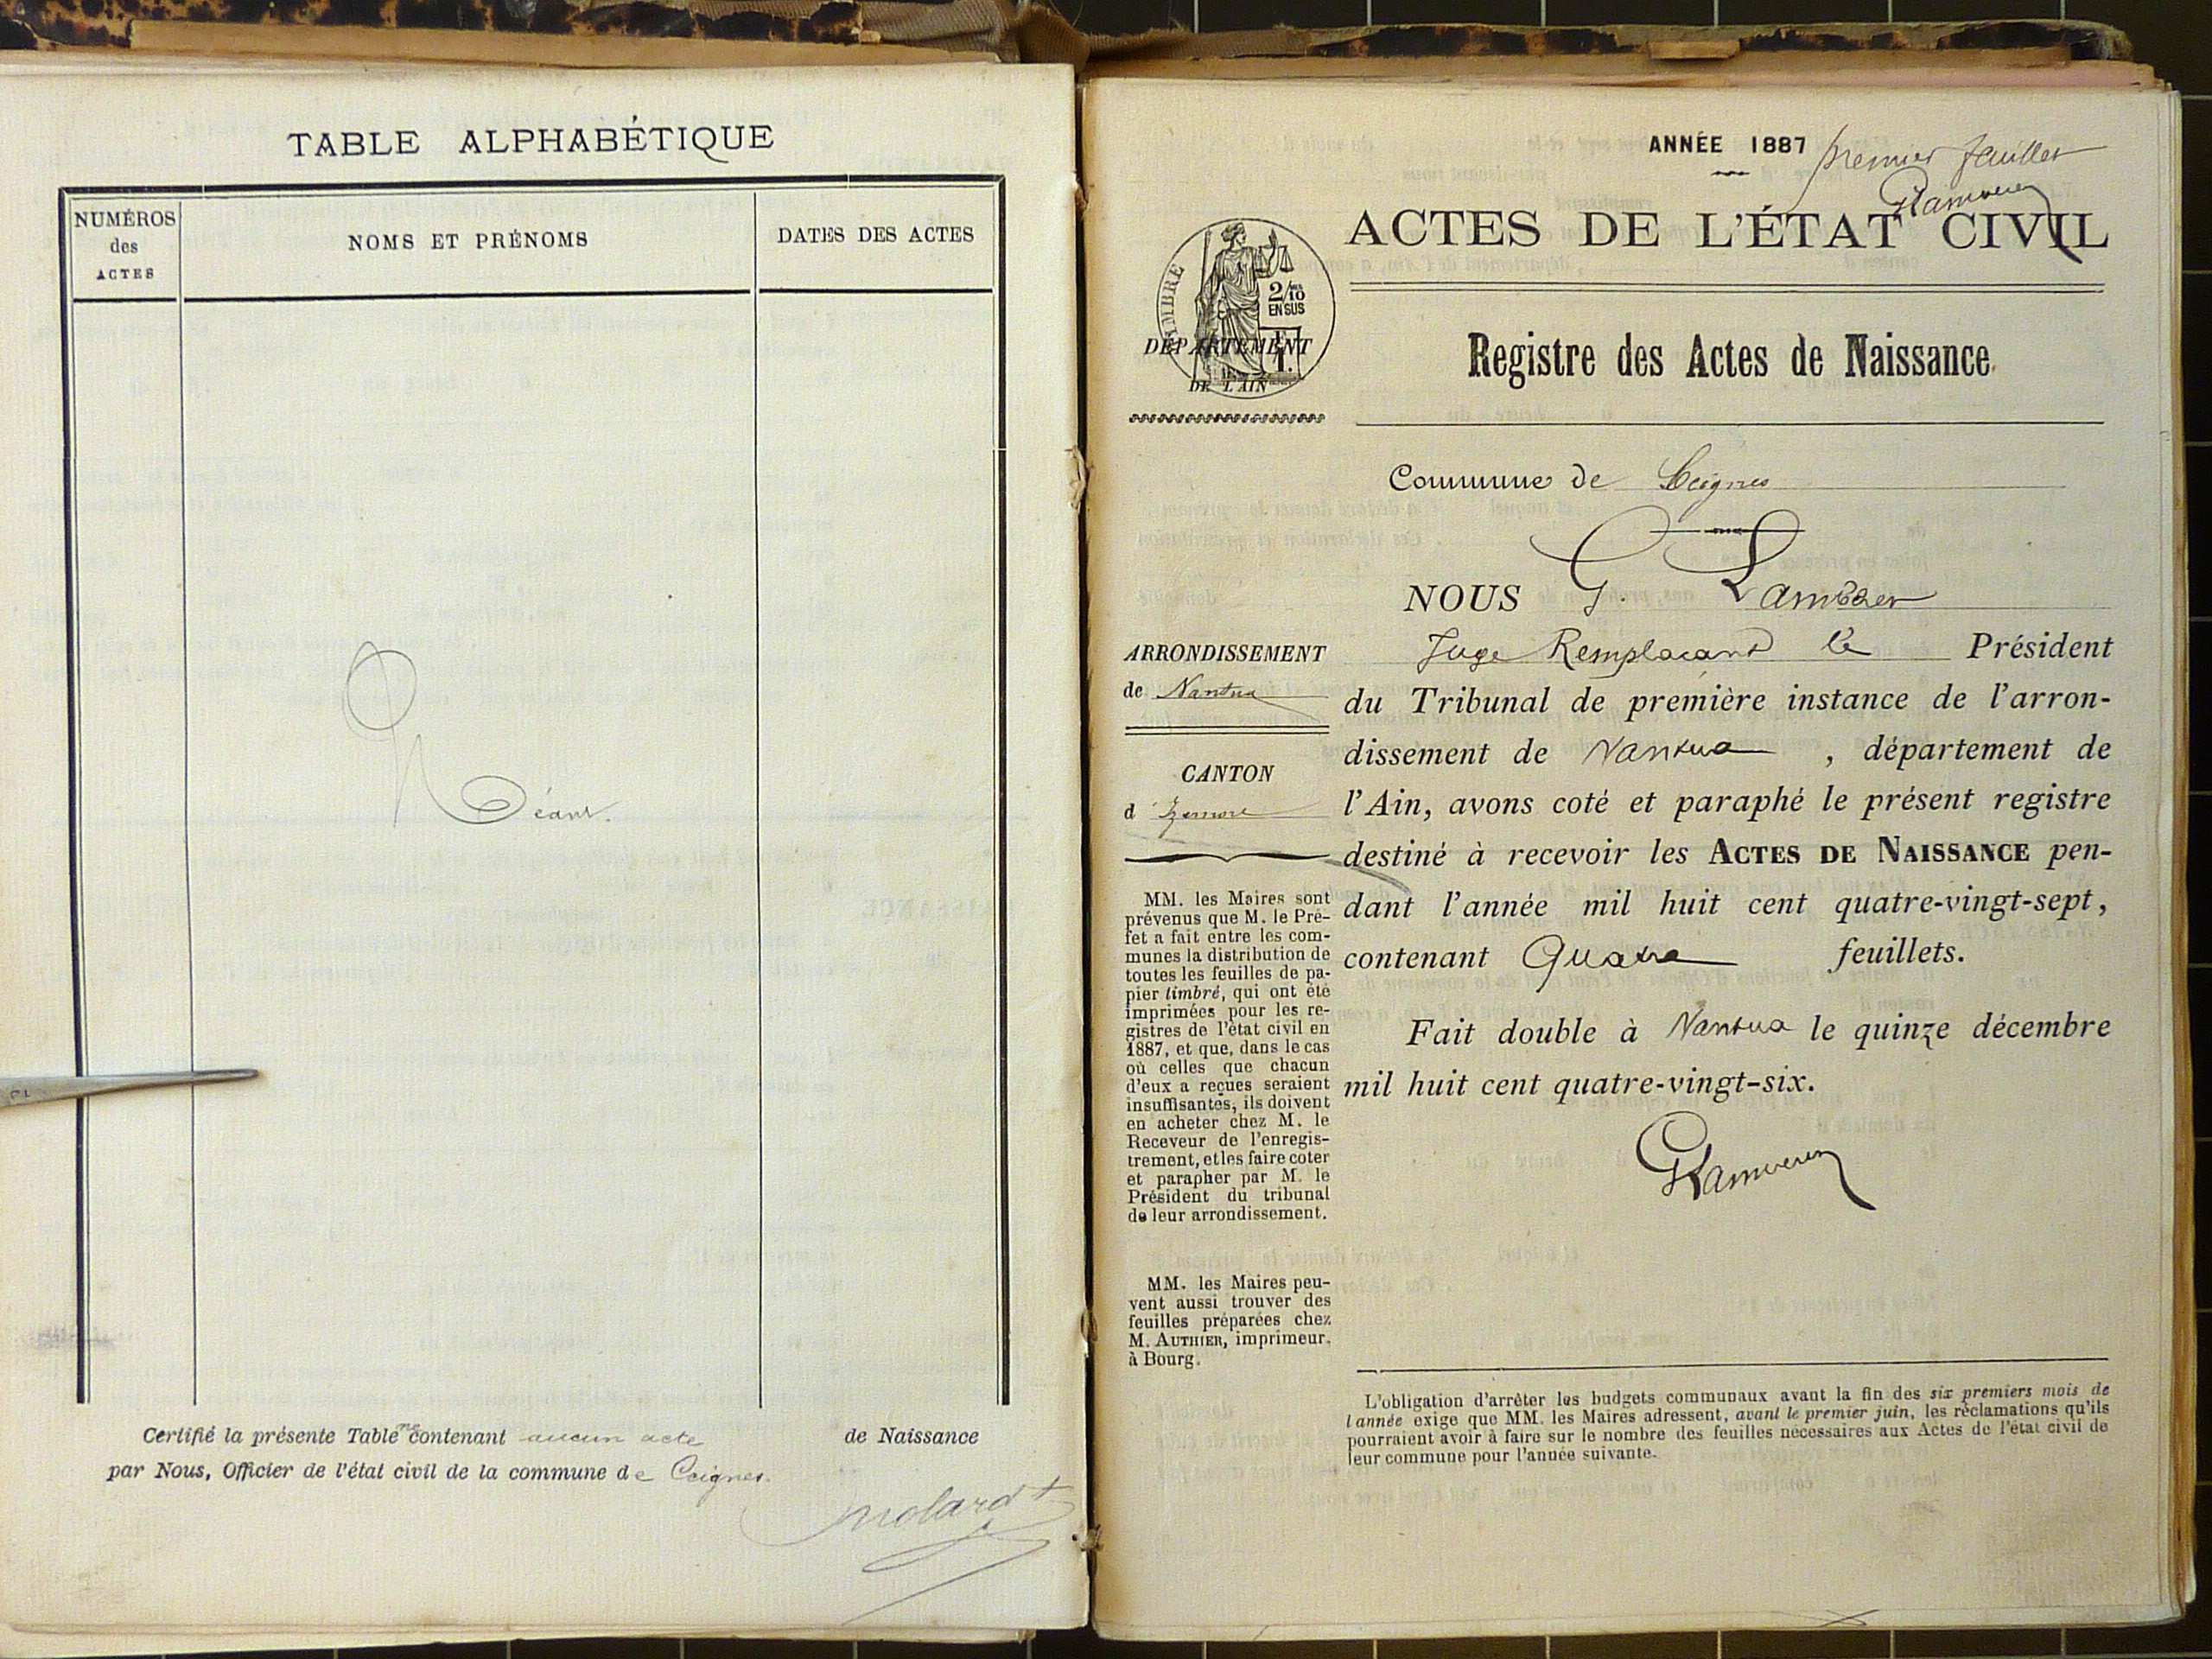 TABLE ALPHABÉTIQUE
NUMÉROS
des
ACTES
NOMS ET PRÉNOMS
DATES DES ACTES
Néant.
Certifié la présente Table ne contenant aucun acte de Naissance
par Nous, Officier de l'état civil de la commune de Ceignes.
Molard
ANNÉE 1887
premier feuillet
ACTES DE L'ÉTAT CIVIL
TIMBRE
2/10
EN SUS
DÉPARTEMENT
DE L'AIN
Registre des Actes de Naissance.
Commune de Ceignes
NOUS G.
Juge Remplaçant le Président
du Tribunal de première instance de l'arron-
dissement de Nantua, département de
l'Ain, avons coté et paraphé le présent registre
destiné à recevoir les ACTES DE NAISSANCE pen-
dant l'année mil huit cent quatre-vingt-sept,
contenant Quatre feuillets.
Fait double à Nantua le quinze décembre
mil huit cent quatre-vingt-six.
ARRONDISSEMENT
de Nantua
CANTON
d'Izernore
MM. les Maires sont
prévenus que M. le Pré-
fet a fait entre les com-
munes la distribution de
toutes les feuilles de pa-
pier timbré, qui ont été
imprimées pour les re-
gistres de l'état civil en
1887, et que, dans le cas
où celles que chacun
d'eux a reçues seraient
insuffisantes, ils doivent
en acheter chez M. le
Receveur de l'enregis-
trement, et les faire coter
et parapher par M. le
Président du tribunal
de leur arrondissement.
MM. les Maires peu-
vent aussi trouver des
feuilles préparées chez
M. AUTHIER, imprimeur,
à Bourg.
L'obligation d'arrêter les budgets communaux avant la fin des six premiers mois de
l'année exige que MM. les Maires adressent, avant le premier juin, les réclamations qu'ils
pourraient avoir à faire sur le nombre des feuilles nécessaires aux Actes de l'état civil de
leur commune pour l'année suivante.